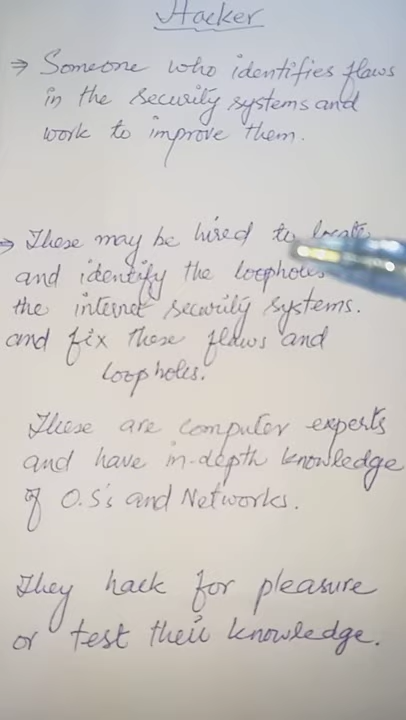 Hacker
⇒ Someone who identifies flaws
in the security systems and
work to improve them.
⇒ These may be hired to locate
and identify the loopholes
the internet security systems.
and fix these flaws and
loopholes.
These are computer experts
and have in-depth knowledge
of O.S's and Networks.
They hack for pleasure
or test their knowledge.